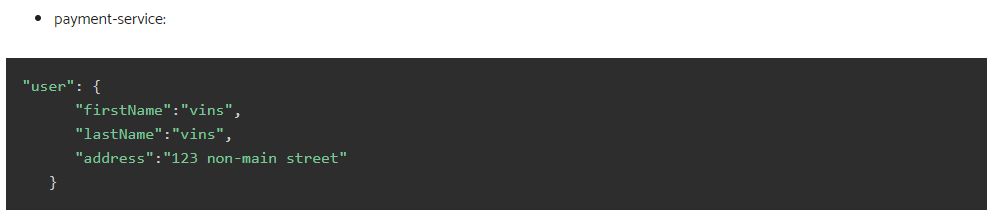 • payment-service:
"user": {
      "firstName":"vins",
      "lastName":"vins",
      "address":"123 non-main street"
   }